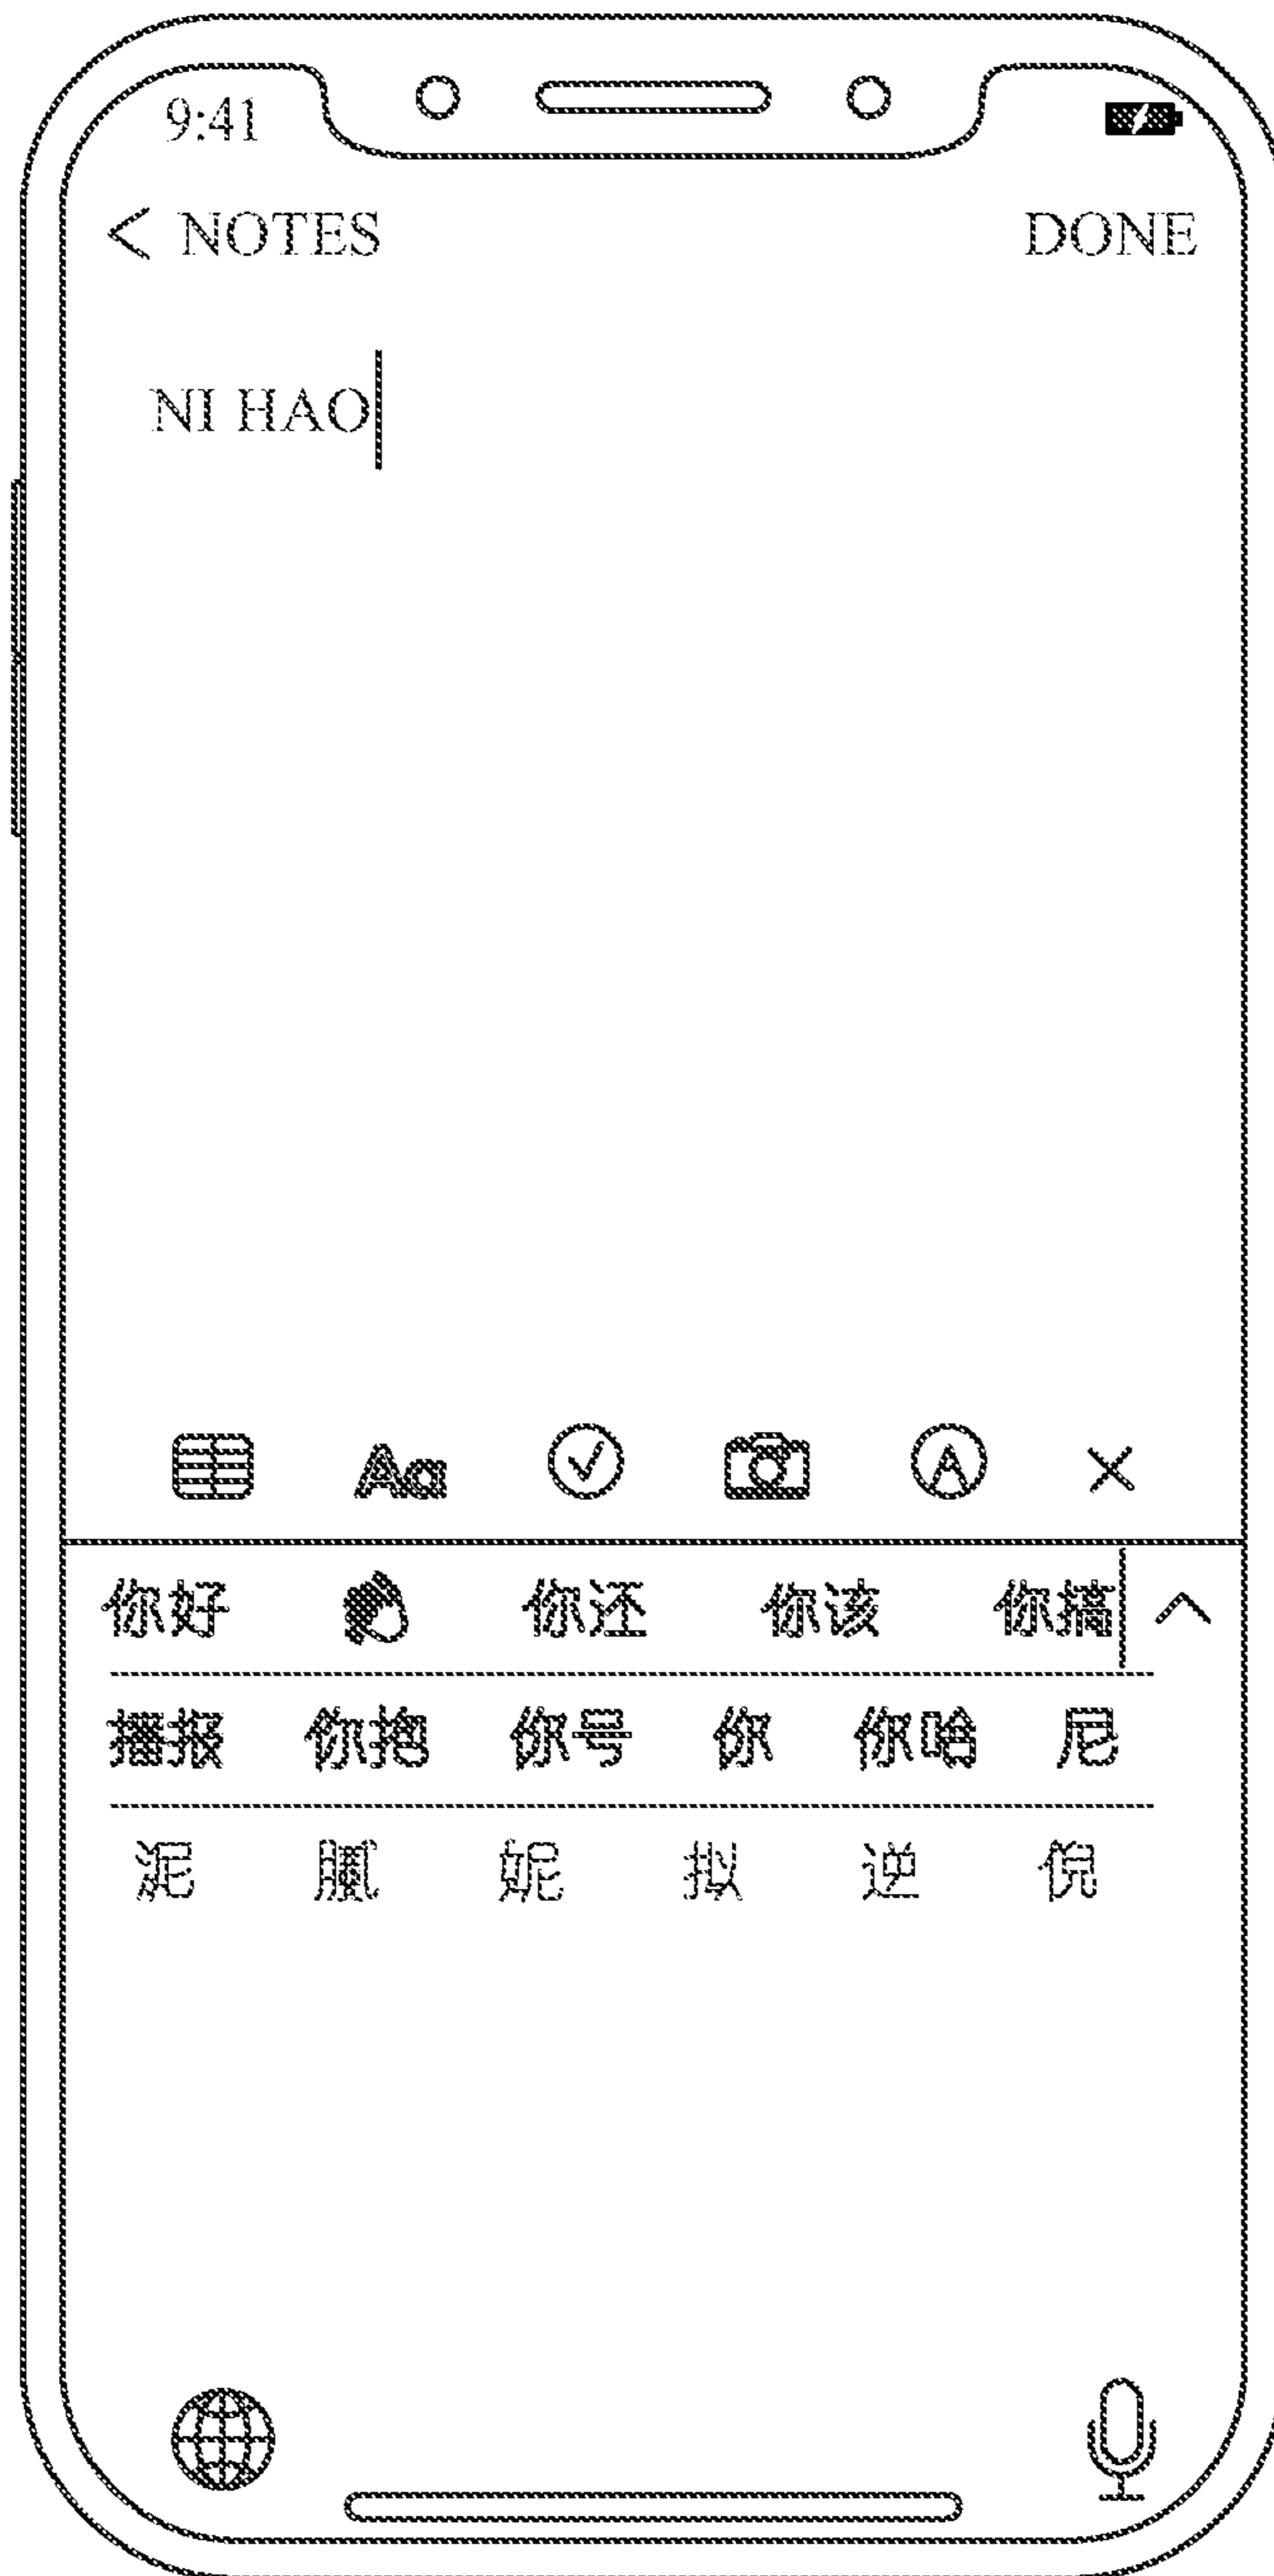 9:41
< NOTES DONE
NI HAO
Aa
你好 你还 你该 你搞
播报 你抱 你号 你 你哈 尼
泥 腻 妮 拟 逆 倪